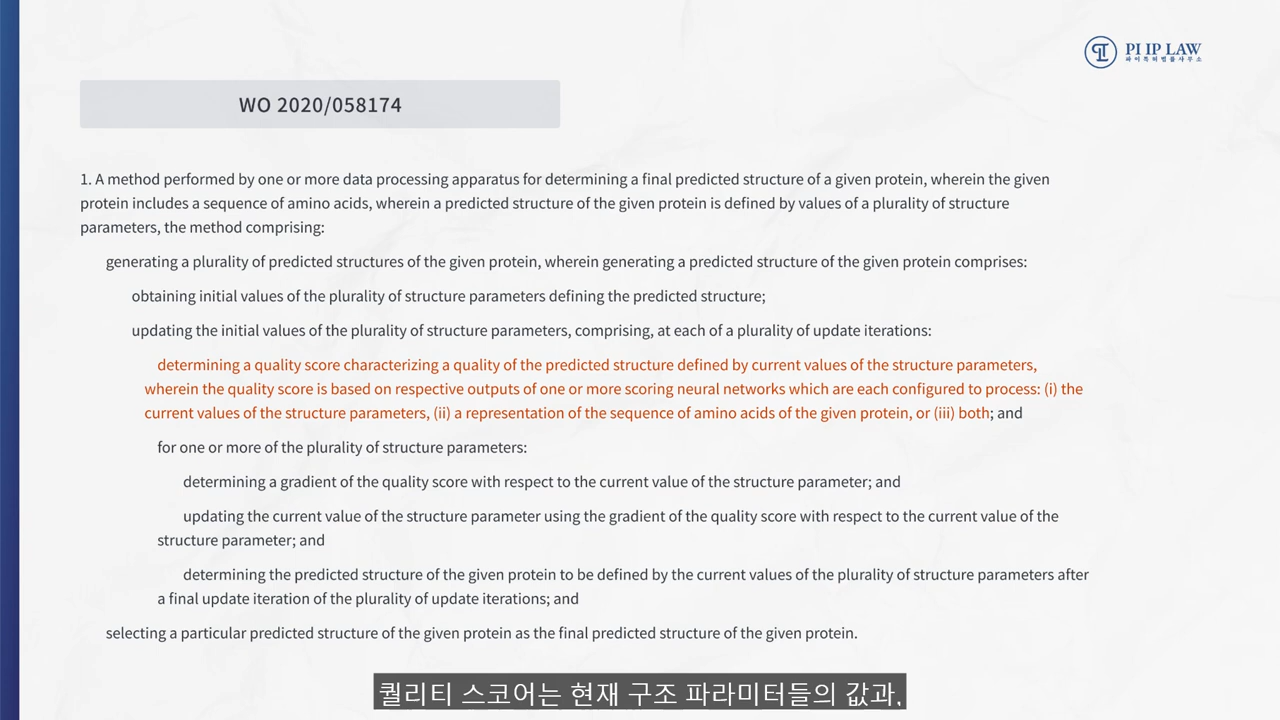 PI IP LAW
파이특허법률사무소
WO 2020/058174
1. A method performed by one or more data processing apparatus for determining a final predicted structure of a given protein, wherein the given
protein includes a sequence of amino acids, wherein a predicted structure of the given protein is defined by values of a plurality of structure
parameters, the method comprising:
generating a plurality of predicted structures of the given protein, wherein generating a predicted structure of the given protein comprises:
obtaining initial values of the plurality of structure parameters defining the predicted structure;
updating the initial values of the plurality of structure parameters, comprising, at each of a plurality of update iterations:
determining a quality score characterizing a quality of the predicted structure defined by current values of the structure parameters,
wherein the quality score is based on respective outputs of one or more scoring neural networks which are each configured to process: (i) the
current values of the structure parameters, (ii) a representation of the sequence of amino acids of the given protein, or (iii) both; and
for one or more of the plurality of structure parameters:
determining a gradient of the quality score with respect to the current value of the structure parameter; and
updating the current value of the structure parameter using the gradient of the quality score with respect to the current value of the
structure parameter; and
determining the predicted structure of the given protein to be defined by the current values of the plurality of structure parameters after
a final update iteration of the plurality of update iterations; and
selecting a particular predicted structure of the given protein as the final predicted structure of the given protein.
퀄리티 스코어는 현재 구조 파라미터들의 값과,